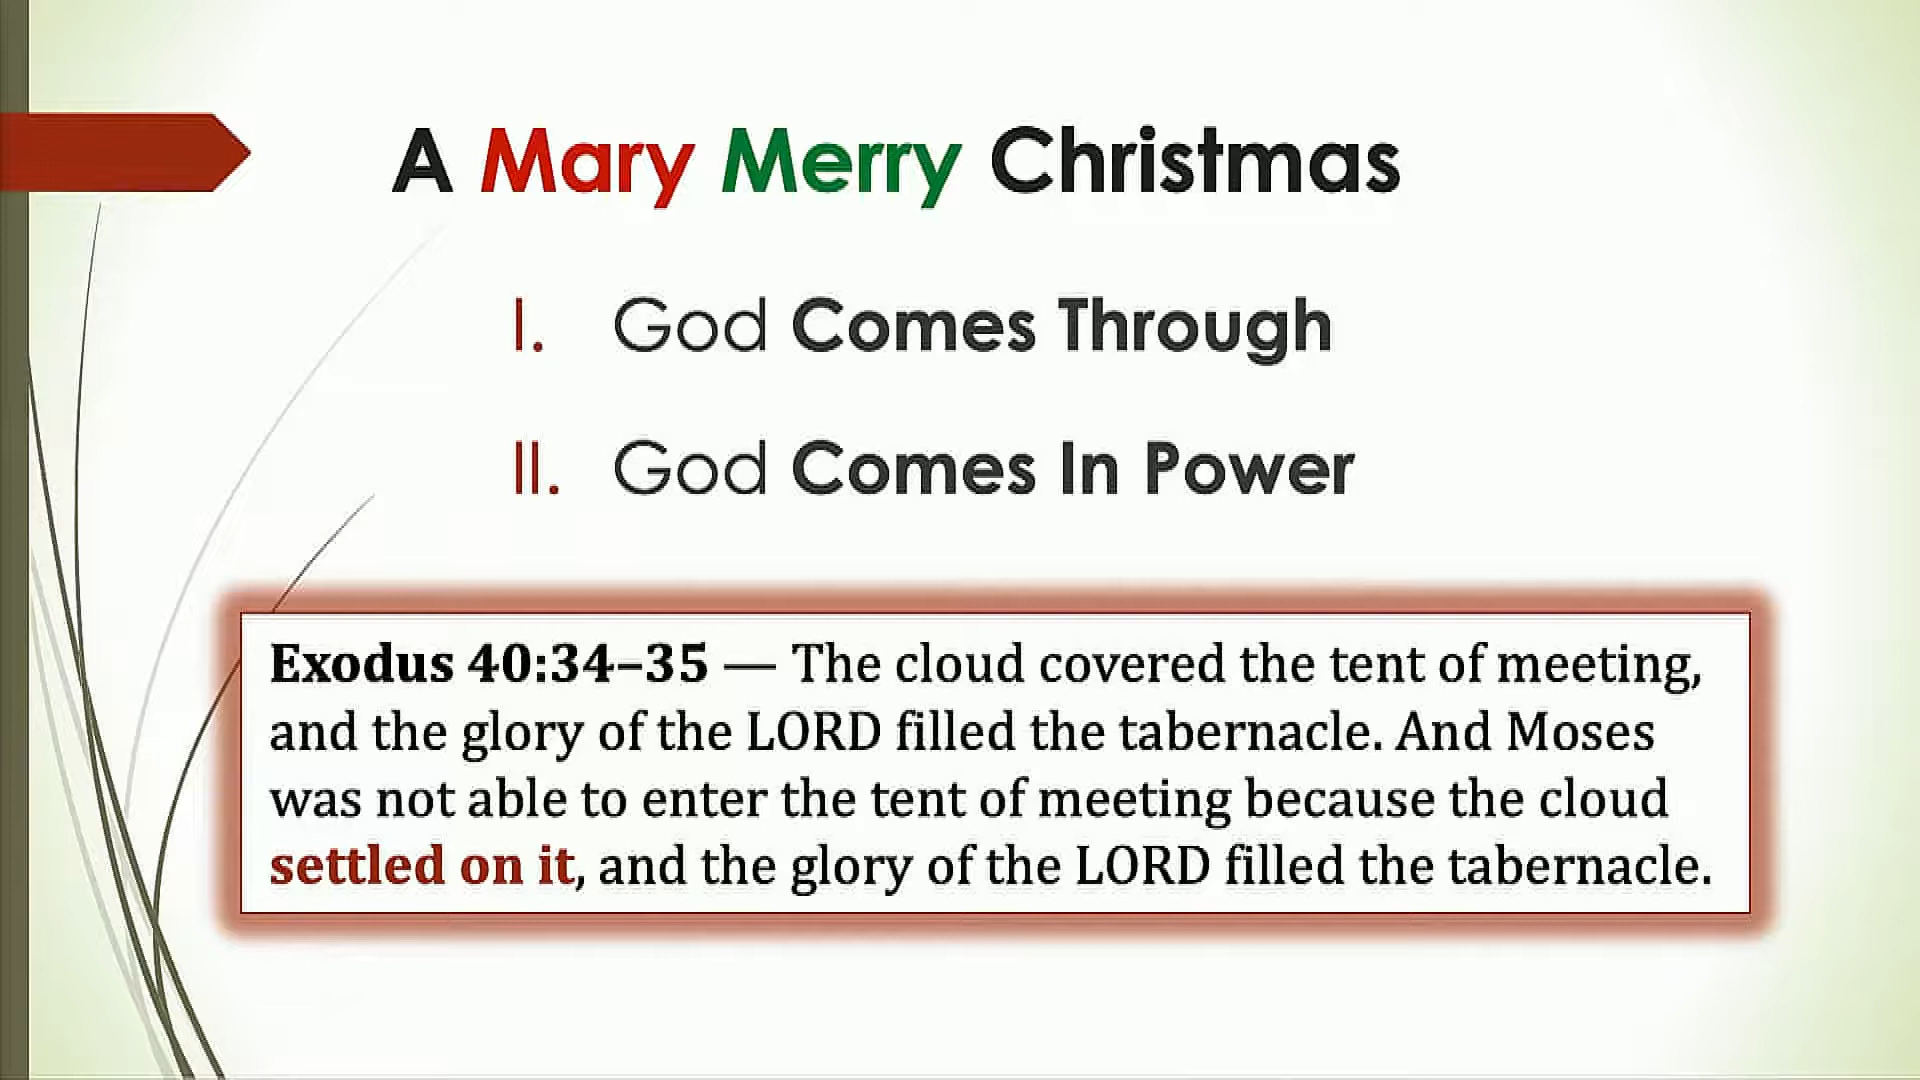 A Mary Merry Christmas
I. God Comes Through
II. God Comes In Power
Exodus 40:34–35 — The cloud covered the tent of meeting,
and the glory of the LORD filled the tabernacle. And Moses
was not able to enter the tent of meeting because the cloud
settled on it, and the glory of the LORD filled the tabernacle.